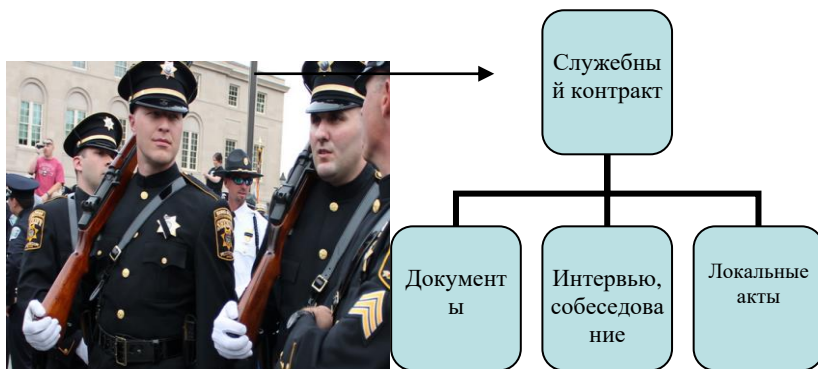 Служебны
й контракт
Документ
ы
Интервью,
собеседова
ние
Локальные
акты